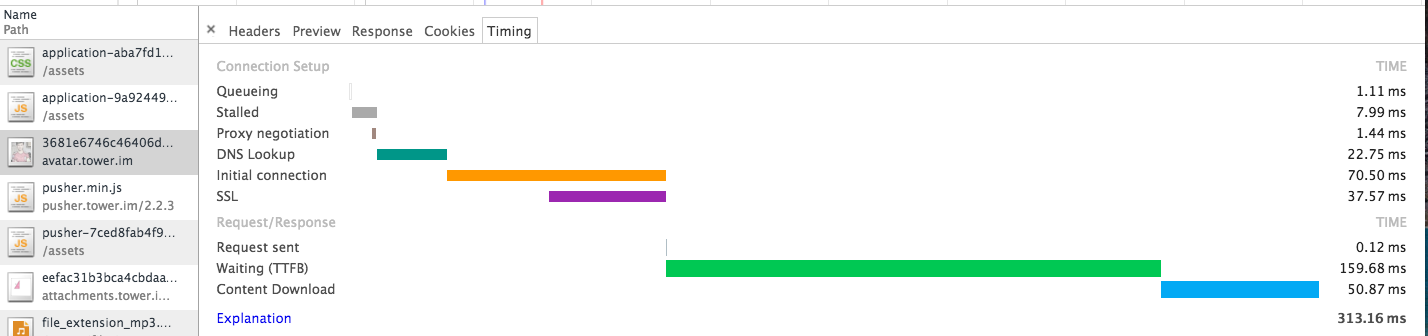 Name
Path
application-aba7fd1...
/assets
application-9a92449...
/assets
3681e6746c46406d...
avatar.tower.im
pusher.min.js
pusher.tower.im/2.2.3
pusher-7ced8fab4f9...
/assets
eefac31b3bca4cbdaa...
attachments.tower.i...
file_extension_mp3....
× Headers Preview Response Cookies Timing
Connection Setup TIME
Queueing 1.11 ms
Stalled 7.99 ms
Proxy negotiation 1.44 ms
DNS Lookup 22.75 ms
Initial connection 70.50 ms
SSL 37.57 ms
Request/Response TIME
Request sent 0.12 ms
Waiting (TTFB) 159.68 ms
Content Download 50.87 ms
Explanation 313.16 ms